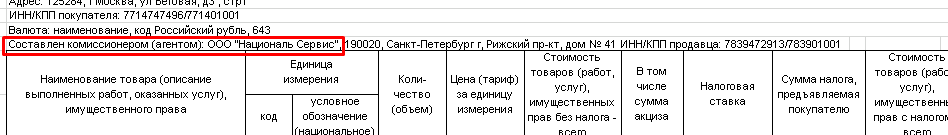 Адрес: 125284, г Москва, ул Беговая, д3 , стр1
ИНН/КПП покупателя: 7714747496/771401001
Валюта: наименование, код Российский рубль, 643
Составлен комиссионером (агентом): ООО "Националь Сервис", 190020, Санкт-Петербург г, Рижский пр-кт, дом № 41 ИНН/КПП продавца: 7839472913/783901001
Наименование товара (описание
выполненных работ, оказанных услуг),
имущественного права
Единица
измерения
код
условное
обозначение
(национальное)
Коли-
чество
(объем)
Цена (тариф)
за единицу
измерения
Стоимость
товаров (работ,
услуг),
имущественных
прав без налога -
всего
В том
числе
сумма
акциза
Налоговая
ставка
Сумма налога,
предъявляемая
покупателю
Стоимость
товаров (работ,
услуг),
имущественных
прав с налогом